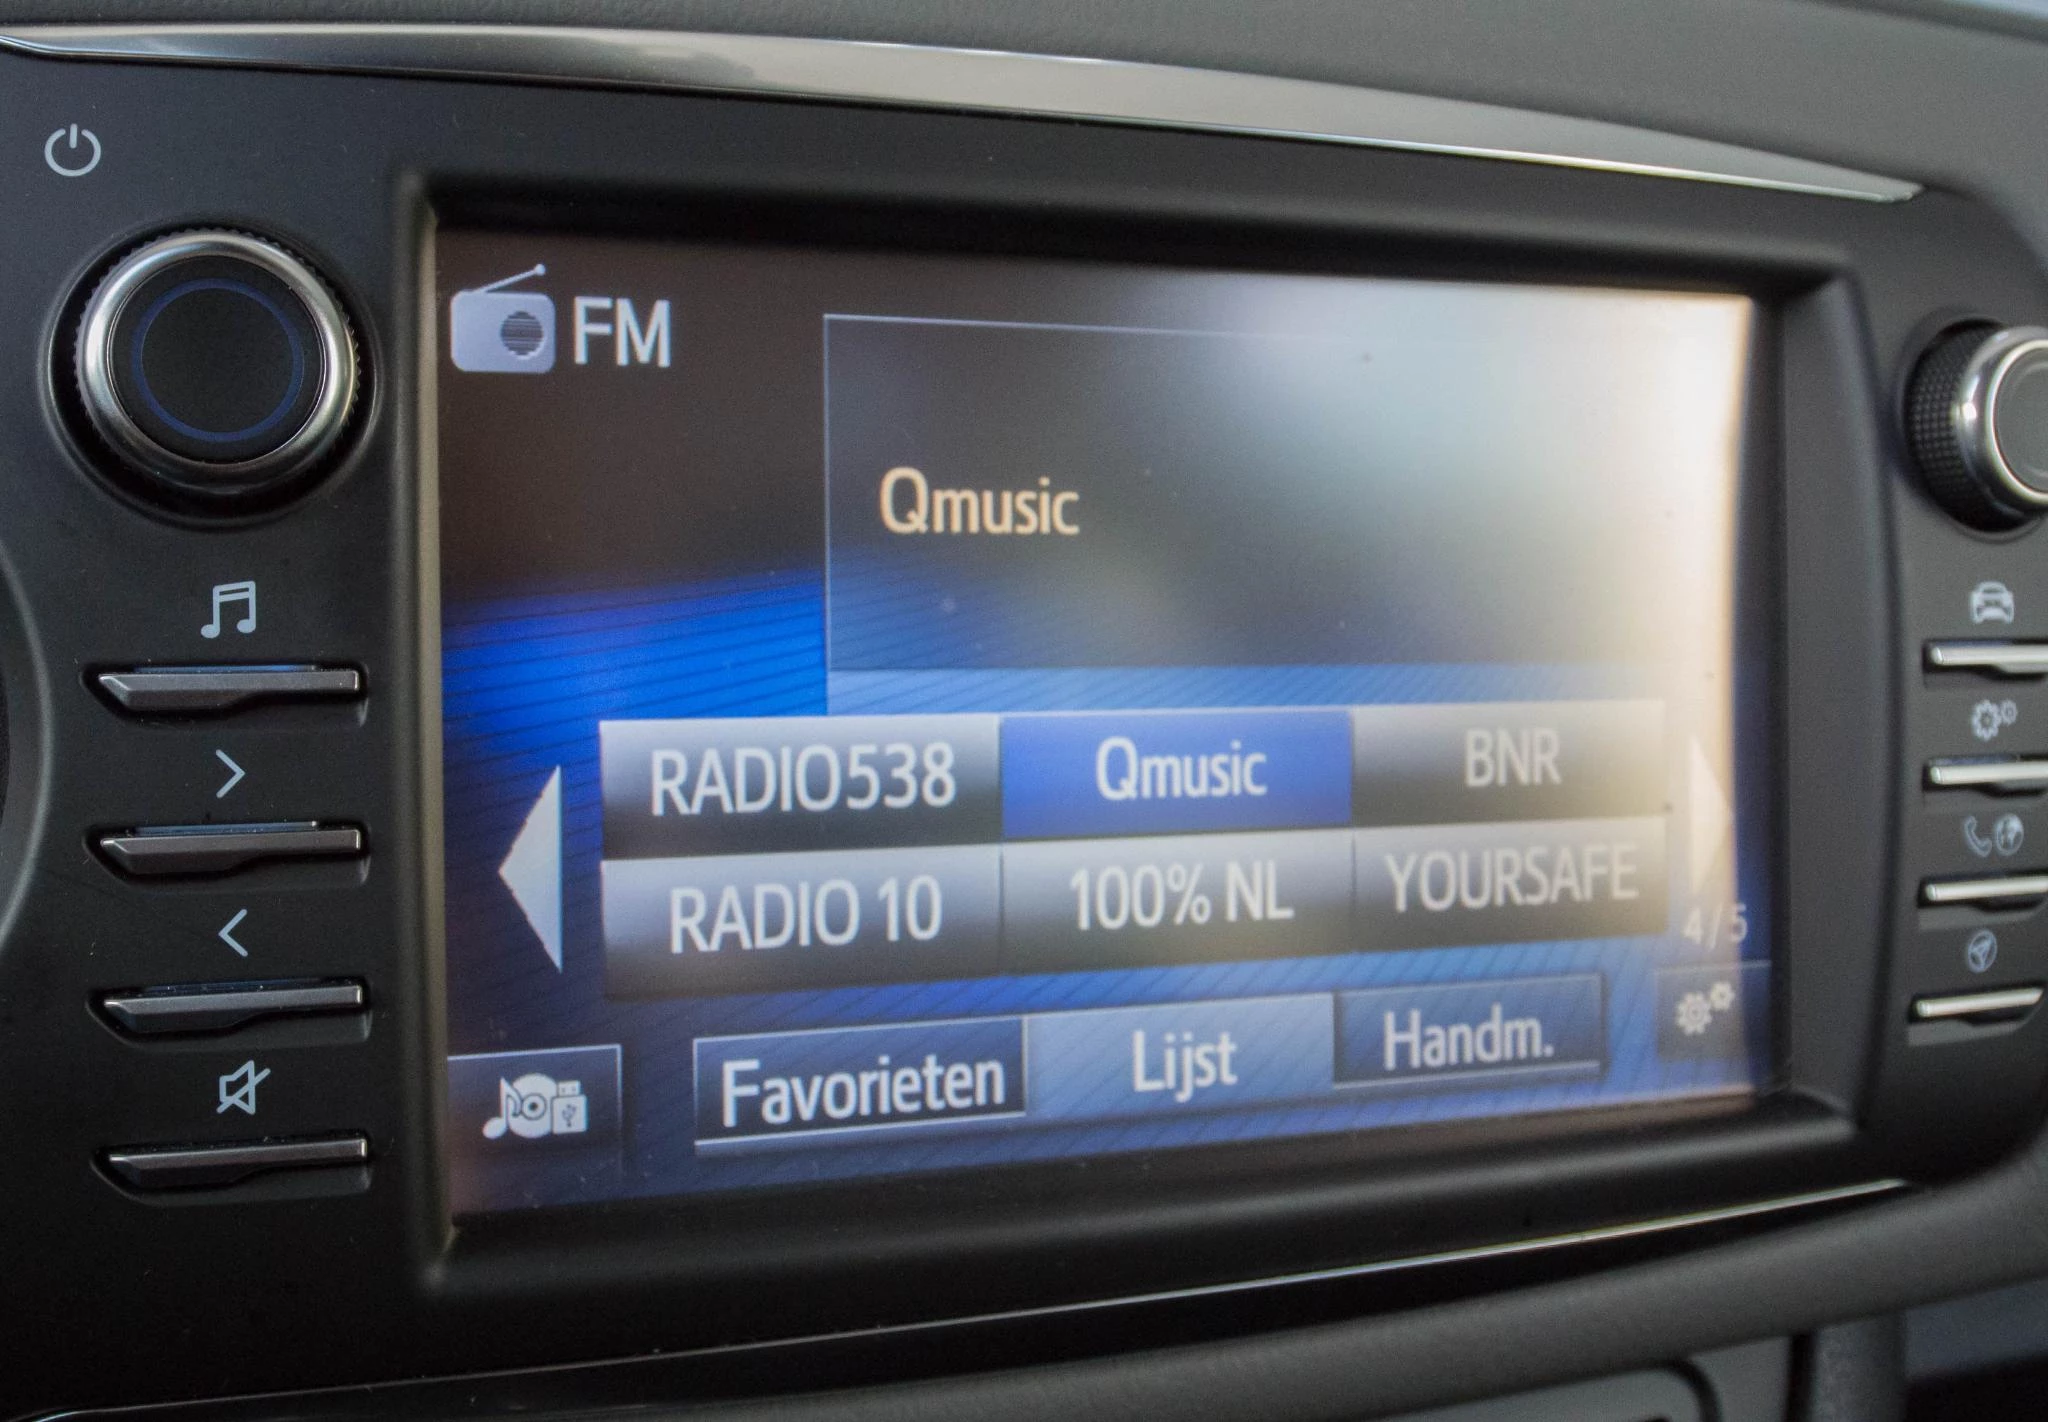 FM
Qmusic
RADIO538 Qmusic BNR
RADIO 10 100% NL YOURSAFE
4/5
Favorieten Lijst Handm.